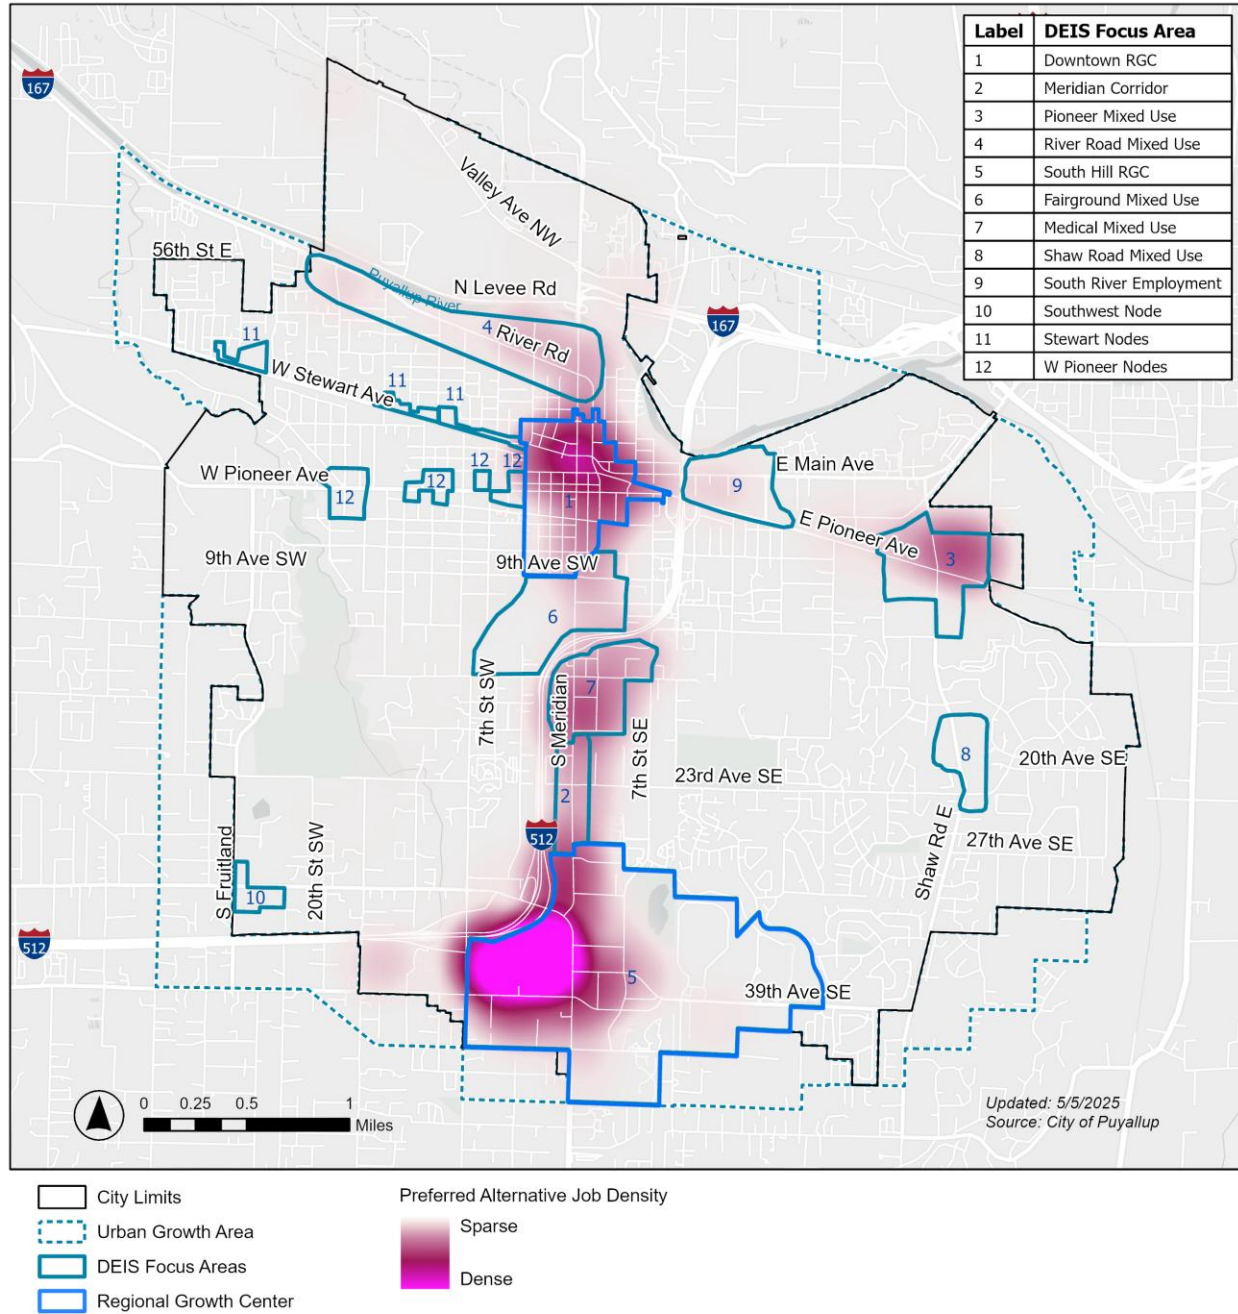 Label DEIS Focus Area
1 Downtown RGC
2 Meridian Corridor
3 Pioneer Mixed Use
4 River Road Mixed Use
5 South Hill RGC
6 Fairground Mixed Use
7 Medical Mixed Use
8 Shaw Road Mixed Use
9 South River Employment
10 Southwest Node
11 Stewart Nodes
12 W Pioneer Nodes
167
Valley Ave NW
56th St E
Puyallup River
N Levee Rd
167
4
River Rd
11
W Stewart Ave
11
11
W Pioneer Ave
12
12
12
12
1
E Main Ave
9
E Pioneer Ave
3
9th Ave SW
9th Ave SW
6
7th St SW
S Meridian
7
7th St SE
23rd Ave SE
8
20th Ave SE
2
512
Shaw Rd E
27th Ave SE
S Fruitland
10
20th St SW
512
5
39th Ave SE
0 0.25 0.5 1
Miles
Updated: 5/5/2025
Source: City of Puyallup
City Limits
Urban Growth Area
DEIS Focus Areas
Regional Growth Center
Preferred Alternative Job Density
Sparse
Dense